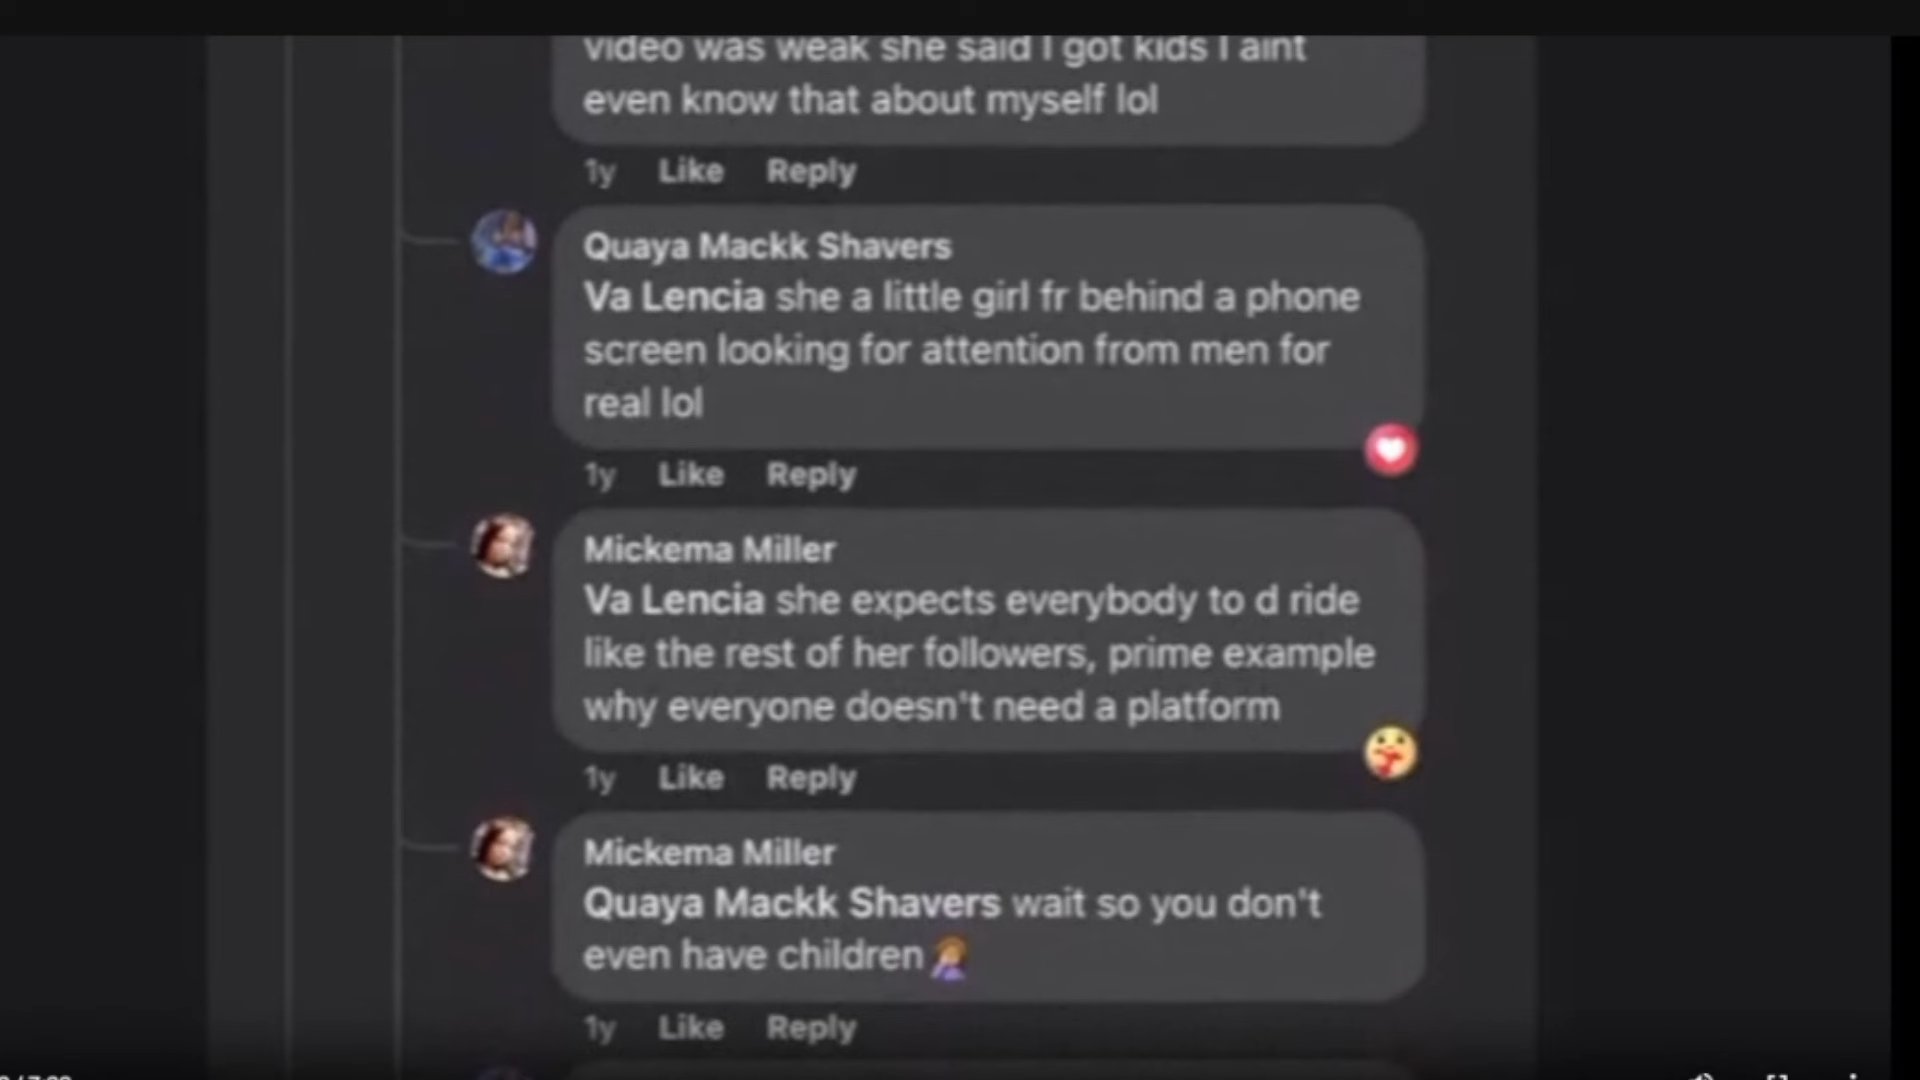 video was weak she said I got kids I aint
even know that about myself lol
1y Like Reply
Quaya Mackk Shavers
Va Lencia she a little girl fr behind a phone
screen looking for attention from men for
real lol
1y Like Reply
Mickema Miller
Va Lencia she expects everybody to d ride
like the rest of her followers, prime example
why everyone doesn't need a platform
1y Like Reply
Mickema Miller
Quaya Mackk Shavers wait so you don't
even have children🤦
1y Like Reply